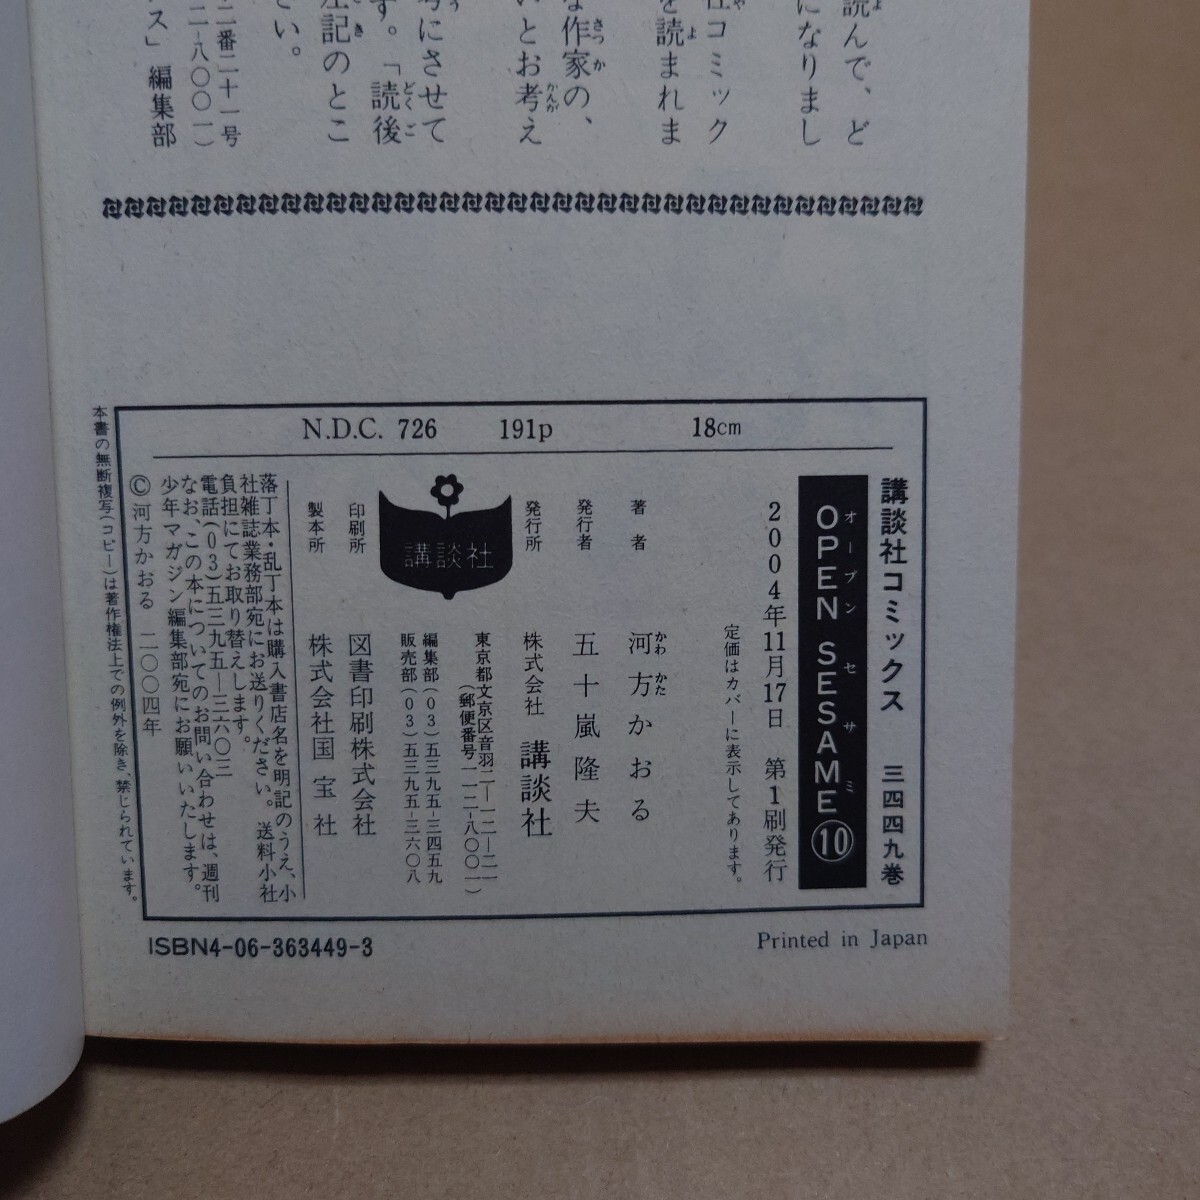 読んで、ど
になりまし
社コミック
を読まれま
な作家の、
いとお考え
考にさせて
す。「読後
左記のとこ
さい。
二番二十一号
二-八〇〇一)
ス」編集部
N.D.C. 726 191p 18cm
講談社コミックス 三四四九巻
OPEN SESAME⑩
オープン セサミ
2004年11月17日 第1刷発行
定価はカバーに表示してあります。
著者 河方かおる
かわかた
発行者 五十嵐隆夫
発行所 株式会社 講談社
東京都文京区音羽二-一二-二一
(郵便番号一一二-八〇〇一)
編集部(03)五三九五-三四五九
販売部(03)五三九五-三六〇八
講談社
印刷所 図書印刷株式会社
製本所 株式会社国宝社
落丁本・乱丁本は購入書店名を明記のうえ、小
社雑誌業務部宛にお送りください。送料小社
負担にてお取り替えします。
電話(03)五三九五-三六〇三
なお、この本についてのお問い合わせは、週刊
少年マガジン編集部宛にお願いいたします。
©河方かおる 二〇〇四年
本書の無断複写(コピー)は著作権法上での例外を除き、禁じられています。
ISBN4-06-363449-3
Printed in Japan